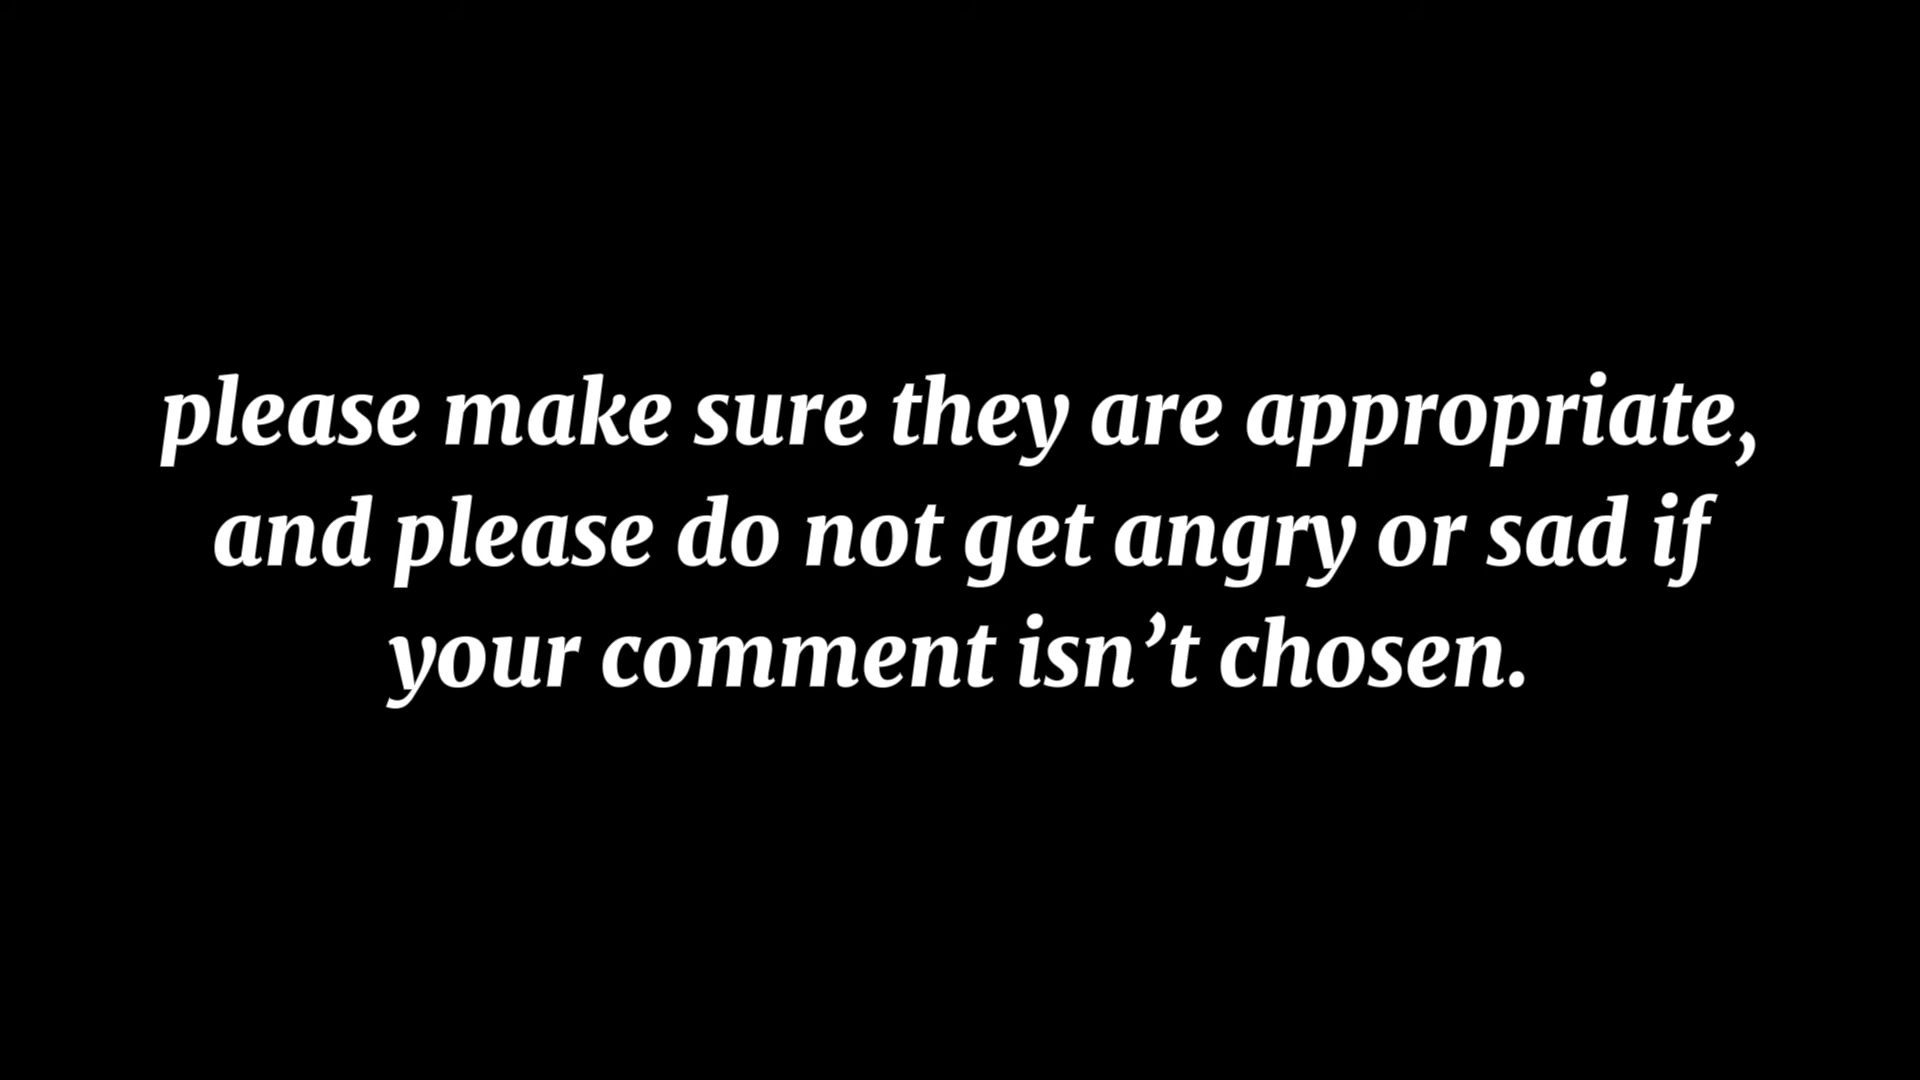 please make sure they are appropriate,
and please do not get angry or sad if
your comment isn’t chosen.